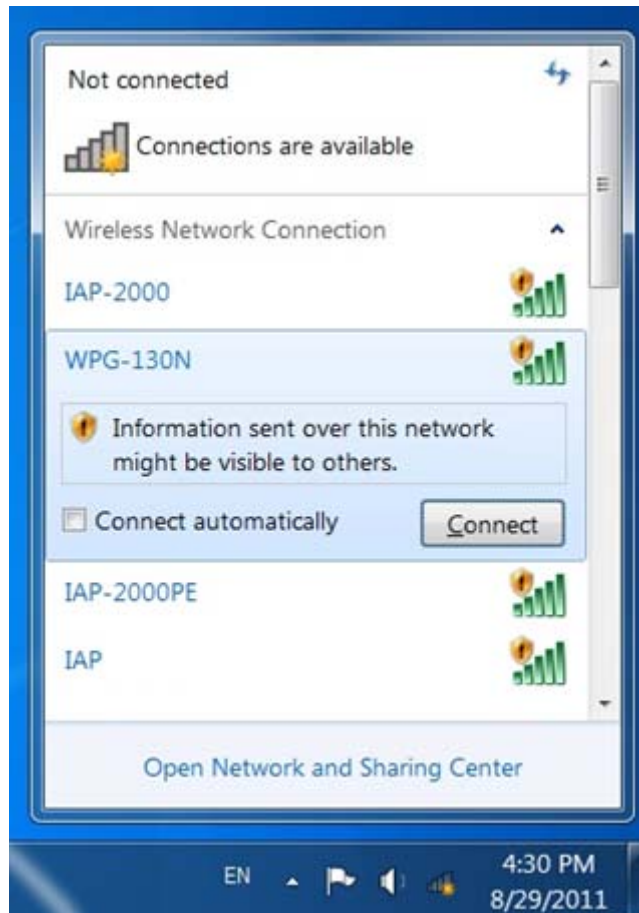 Not connected
Connections are available
Wireless Network Connection
IAP-2000
WPG-130N
Information sent over this network
might be visible to others.
Connect automatically
Connect
IAP-2000PE
IAP
Open Network and Sharing Center
EN
4:30 PM
8/29/2011